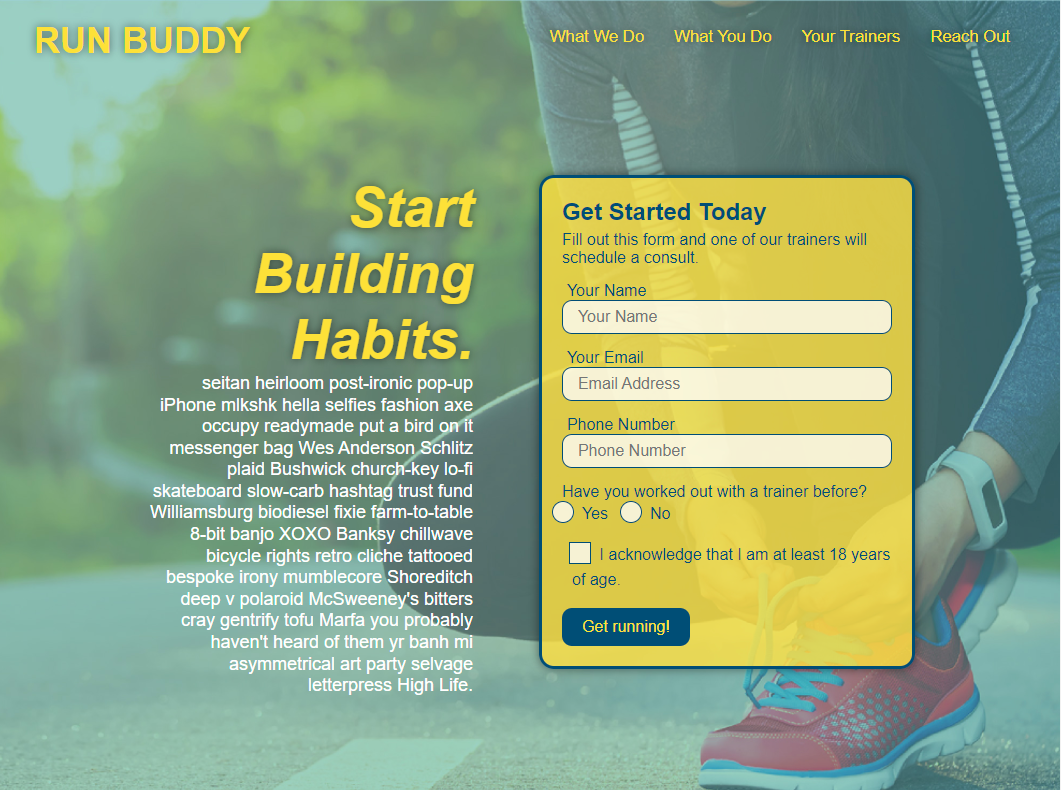 RUN BUDDY
What We Do What You Do Your Trainers Reach Out
Start
Building
Habits.
seitan heirloom post-ironic pop-up
iPhone mlkshk hella selfies fashion axe
occupy readymade put a bird on it
messenger bag Wes Anderson Schlitz
plaid Bushwick church-key lo-fi
skateboard slow-carb hashtag trust fund
Williamsburg biodiesel fixie farm-to-table
8-bit banjo XOXO Banksy chillwave
bicycle rights retro cliche tattooed
bespoke irony mumblecore Shoreditch
deep v polaroid McSweeney's bitters
cray gentrify tofu Marfa you probably
haven't heard of them yr banh mi
asymmetrical art party selvage
letterpress High Life.
Get Started Today
Fill out this form and one of our trainers will
schedule a consult.
Your Name
Your Name
Your Email
Email Address
Phone Number
Phone Number
Have you worked out with a trainer before?
Yes No
I acknowledge that I am at least 18 years
of age.
Get running!